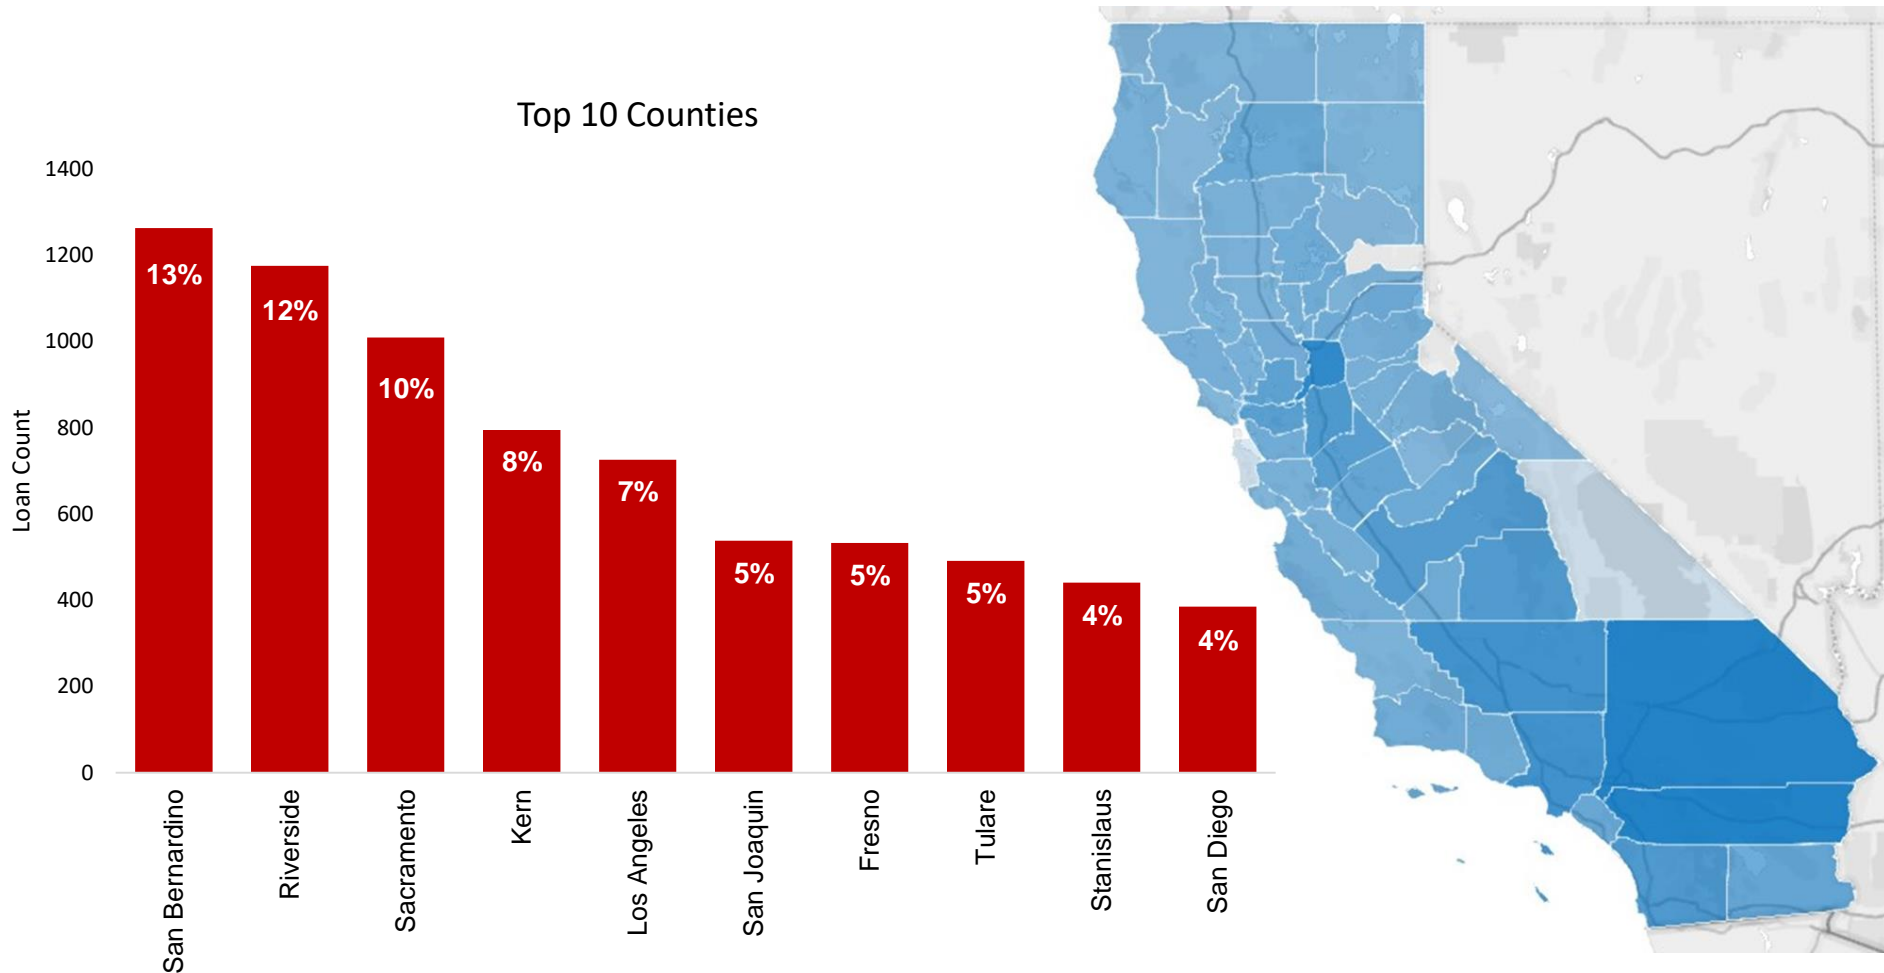 Top 10 Counties
Loan Count
1400
1200
1000
800
600
400
200
0
13%
12%
10%
8%
7%
5%
5%
5%
4%
4%
San Bernardino
Riverside
Sacramento
Kern
Los Angeles
San Joaquin
Fresno
Tulare
Stanislaus
San Diego